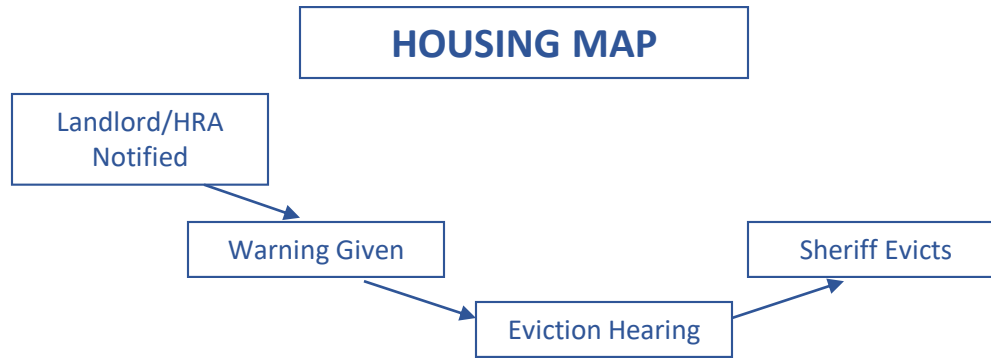 HOUSING MAP
Landlord/HRA
Notified
Warning Given
Eviction Hearing
Sheriff Evicts